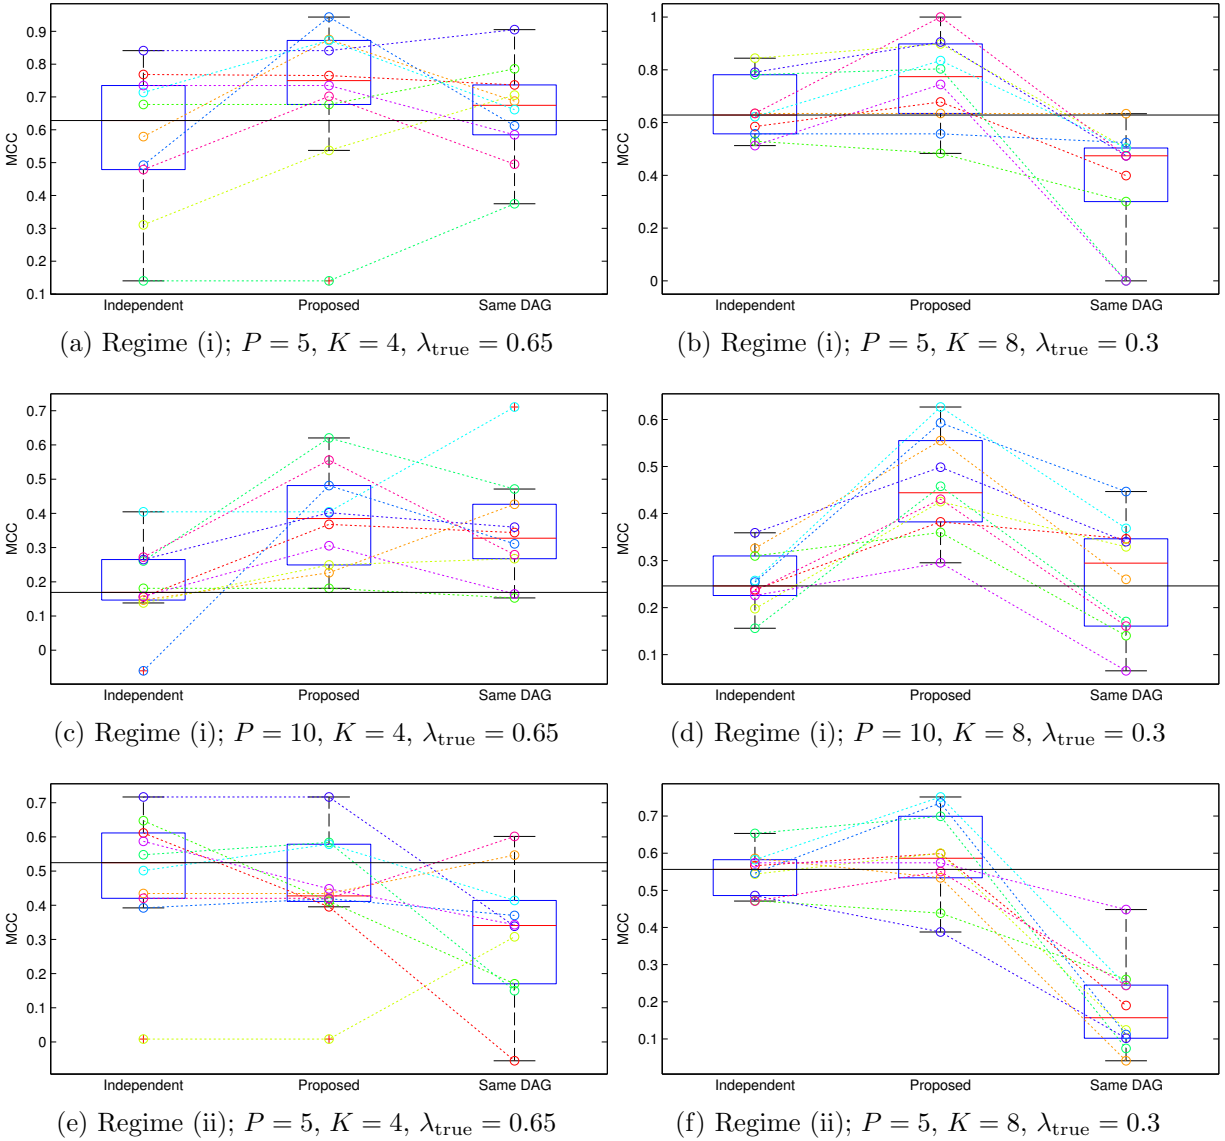 0.9
0.8
0.7
0.6
0.5
0.4
0.3
0.2
0.1
MCC
Independent Proposed Same DAG
(a) Regime (i); P = 5, K = 4, λtrue = 0.65
1
0.8
0.6
0.4
0.2
0
MCC
Independent Proposed Same DAG
(b) Regime (i); P = 5, K = 8, λtrue = 0.3
0.7
0.6
0.5
0.4
0.3
0.2
0.1
0
MCC
Independent Proposed Same DAG
(c) Regime (i); P = 10, K = 4, λtrue = 0.65
0.6
0.5
0.4
0.3
0.2
0.1
MCC
Independent Proposed Same DAG
(d) Regime (i); P = 10, K = 8, λtrue = 0.3
0.7
0.6
0.5
0.4
0.3
0.2
0.1
0
MCC
Independent Proposed Same DAG
(e) Regime (ii); P = 5, K = 4, λtrue = 0.65
0.7
0.6
0.5
0.4
0.3
0.2
0.1
MCC
Independent Proposed Same DAG
(f) Regime (ii); P = 5, K = 8, λtrue = 0.3